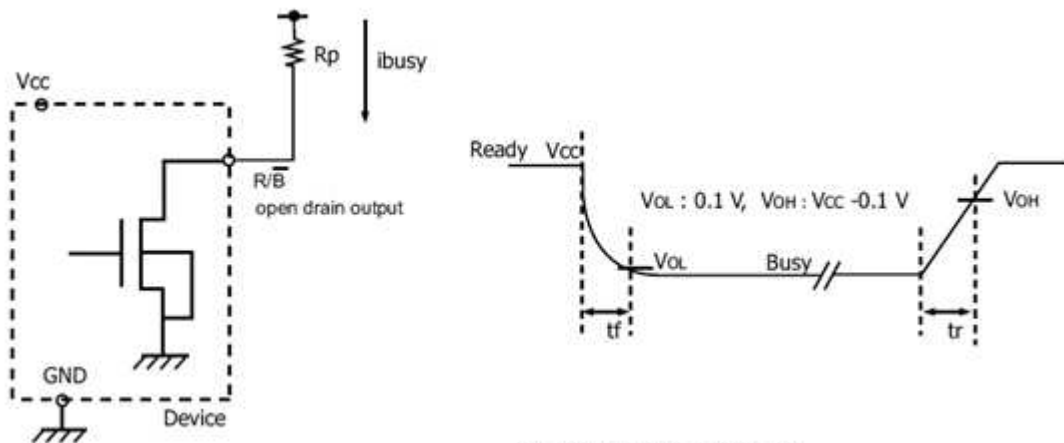 Rp
ibusy
Vcc
R/B̅
open drain output
GND
Device
Ready Vcc
VOL : 0.1 V, VOH : VCC -0.1 V
VOH
VOL
Busy
tf
tr